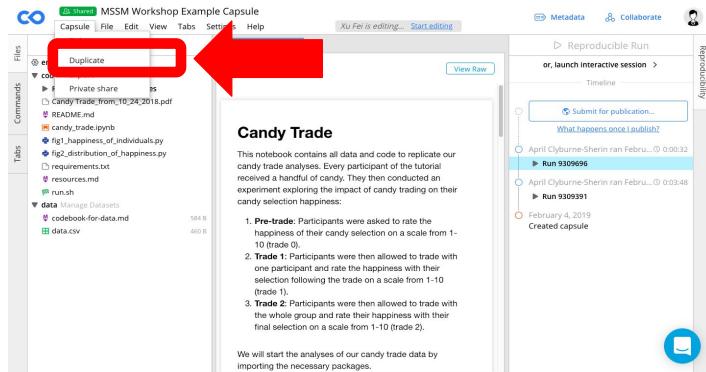 Shared MSSM Workshop Example Capsule
Capsule File Edit View Tabs Settings Help
Xu Fei is editing... Start editing
Metadata
Collaborate
Files
Commands
Tabs
Duplicate
Private share
Candy Trade_from_10_24_2018.pdf
README.md
candy_trade.ipynb
fig1_happiness_of_individuals.py
fig2_distribution_of_happiness.py
requirements.txt
resources.md
run.sh
data Manage Datasets
codebook-for-data.md 584 B
data.csv 460 B
View Raw
Candy Trade
This notebook contains all data and code to replicate our
candy trade analyses. Every participant of the tutorial
received a handful of candy. They then conducted an
experiment exploring the impact of candy trading on their
candy selection happiness:
1. Pre-trade: Participants were asked to rate the
happiness of their candy selection on a scale from 1-
10 (trade 0).
2. Trade 1: Participants were then allowed to trade with
one participant and rate the happiness with their
selection following the trade on a scale from 1-10
(trade 1).
3. Trade 2: Participants were then allowed to trade with
the whole group and rate their happiness with their
final selection on a scale from 1-10 (trade 2).
We will start the analyses of our candy trade data by
importing the necessary packages.
Reproducible Run
or, launch interactive session >
Timeline
Submit for publication...
What happens once I publish?
April Clyburne-Sherin ran Febru... 0:00:32
Run 9309696
April Clyburne-Sherin ran Febru... 0:03:48
Run 9309391
February 4, 2019
Created capsule
Reproducibility